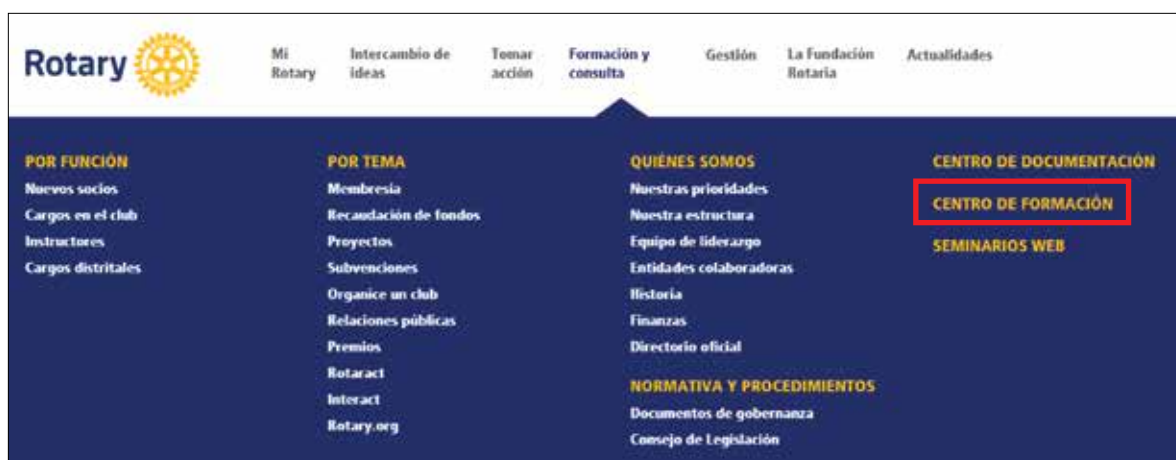 Rotary
Mi
Rotary
Intercambio de
ideas
Tomar
acción
Formación y
consulta
Gestión
La Fundación
Rotaria
Actualidades
POR FUNCIÓN
Nuevos socios
Cargos en el club
Instructores
Cargos distritales
POR TEMA
Membresía
Recaudación de fondos
Proyectos
Subvenciones
Organice un club
Relaciones públicas
Premios
Rotaract
Interact
Rotary.org
QUIÉNES SOMOS
Nuestras prioridades
Nuestra estructura
Equipo de liderazgo
Entidades colaboradoras
Historia
Finanzas
Directorio oficial
NORMATIVA Y PROCEDIMIENTOS
Documentos de gobernanza
Consejo de Legislación
CENTRO DE DOCUMENTACIÓN
CENTRO DE FORMACIÓN
SEMINARIOS WEB